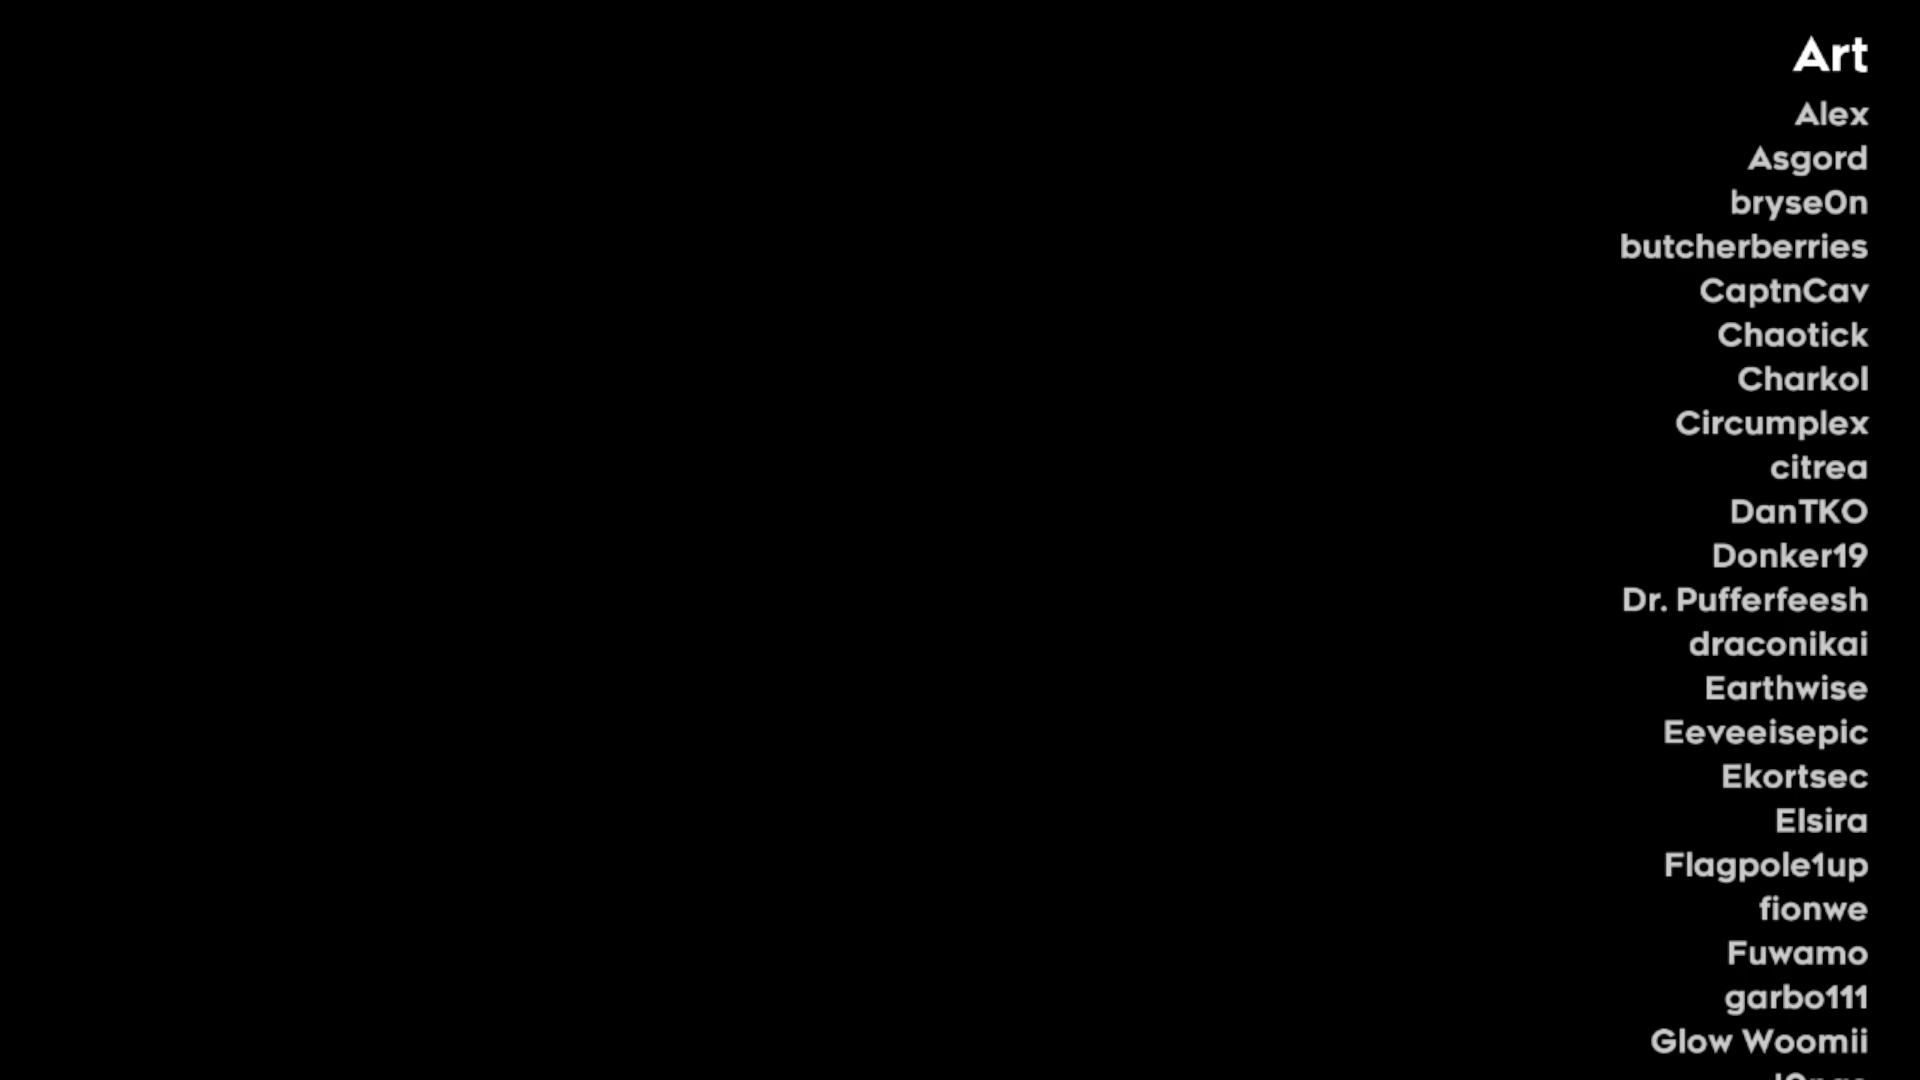 Art
Alex
Asgord
bryse0n
butcherberries
CaptnCav
Chaotick
Charkol
Circumplex
citrea
DanTKO
Donker19
Dr. Pufferfeesh
draconikai
Earthwise
Eeveeisepic
Ekortsec
Elsira
Flagpole1up
fionwe
Fuwamo
garbo111
Glow Woomii